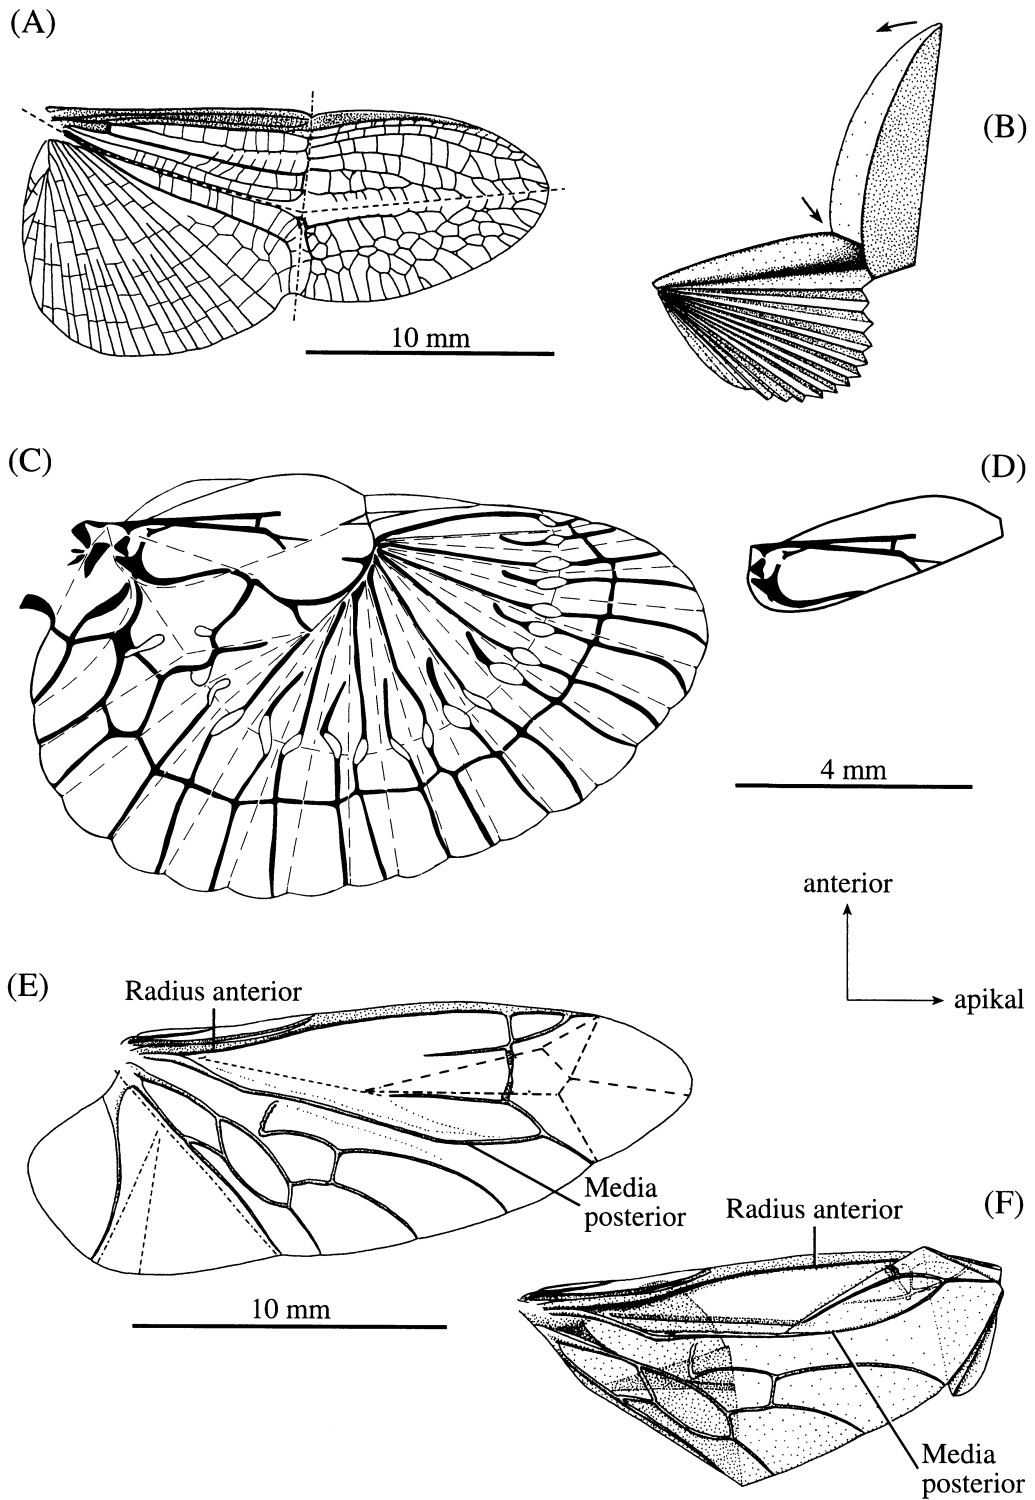 (A)
(B)
10 mm
(C)
(D)
4 mm
anterior
apikal
(E)
Radius anterior
Media
posterior
10 mm
(F)
Radius anterior
Media
posterior